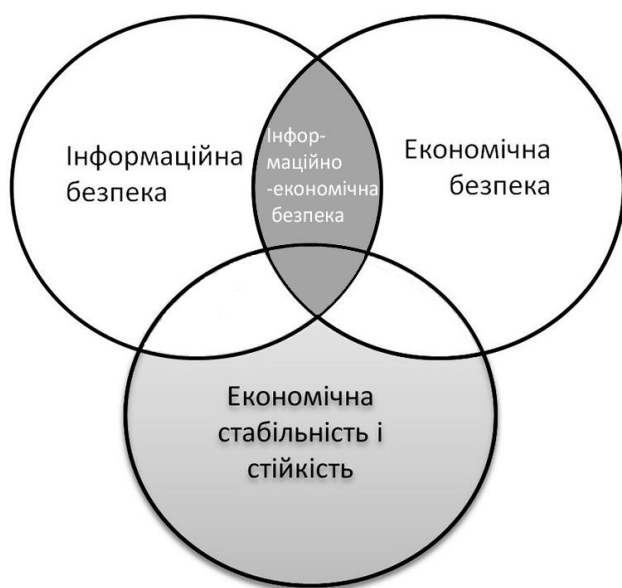 Інформаційна
безпека
Інфор-
маційно
-економічна
безпека
Економічна
безпека
Економічна
стабільність і
стійкість